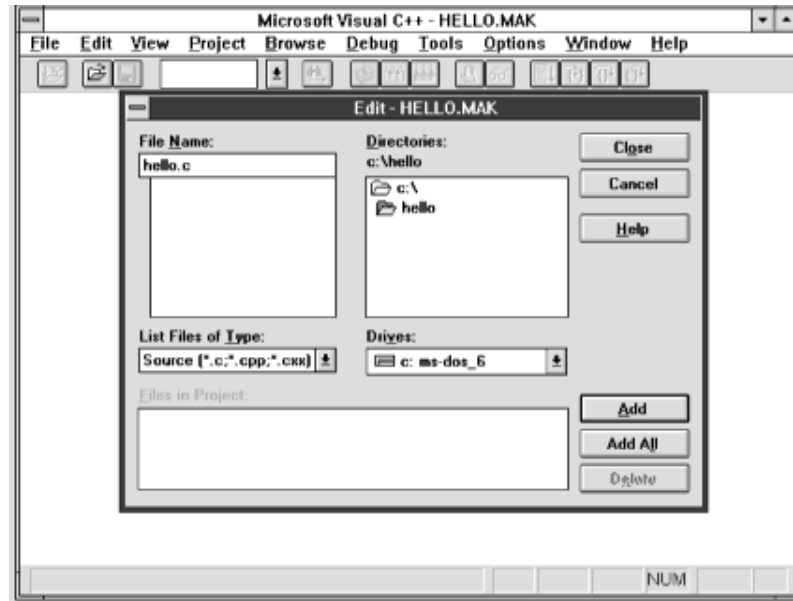 Microsoft Visual C++ - HELLO.MAK
File Edit View Project Browse Debug Tools Options Window Help
Edit - HELLO.MAK
File Name:
hello.c
Directories:
c:\hello
c:\
hello
Close
Cancel
Help
List Files of Type:
Source (*.c;*.cpp;*.cxx)
Drives:
c: ms-dos_6
Files in Project:
Add
Add All
Delete
NUM